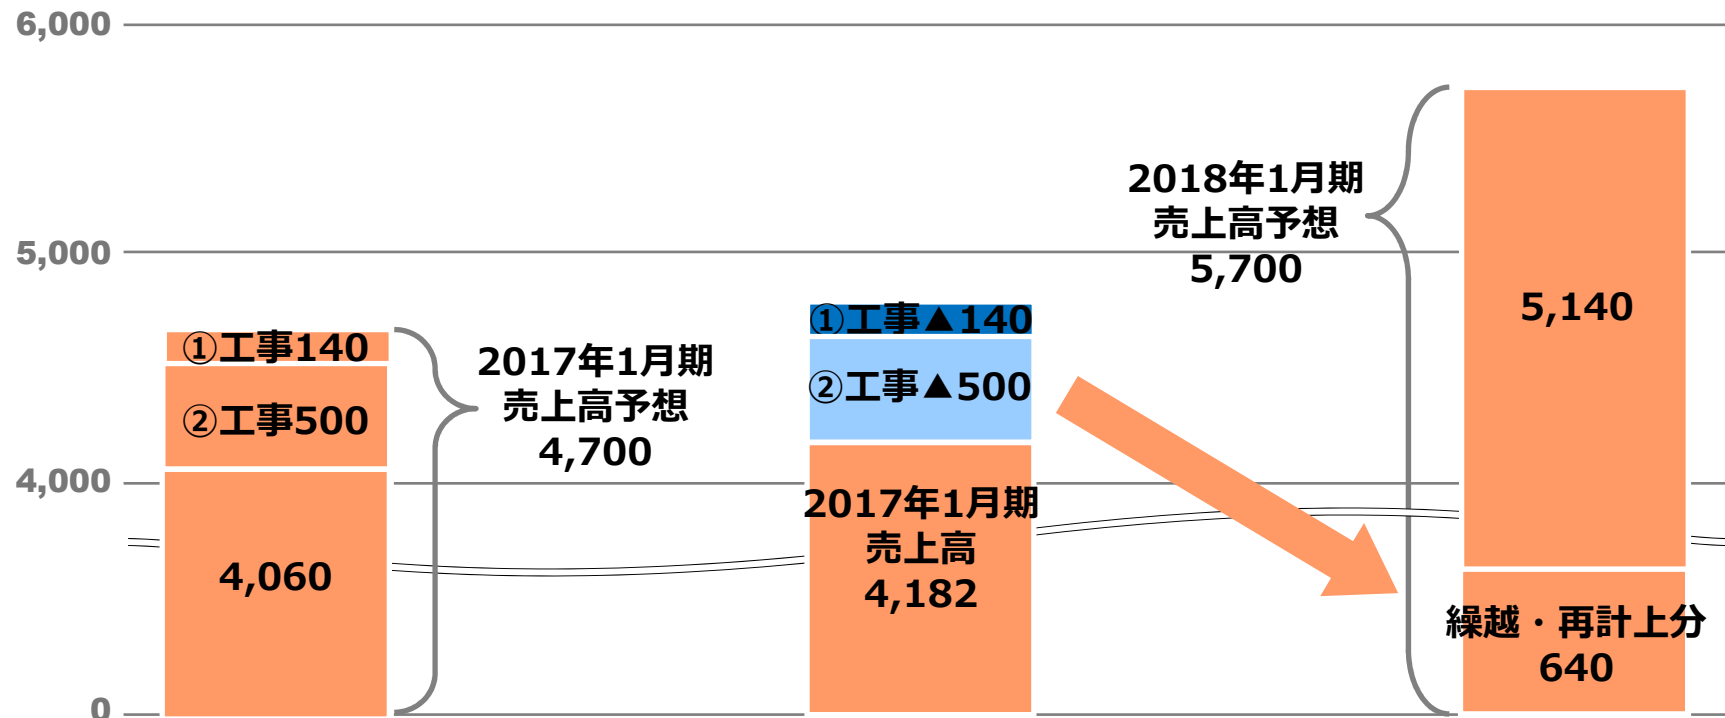 6,000
5,000
4,000
0
①工事140
②工事500
4,060
2017年1月期
売上高予想
4,700
①工事▲140
②工事▲500
2017年1月期
売上高
4,182
2018年1月期
売上高予想
5,700
5,140
繰越・再計上分
640